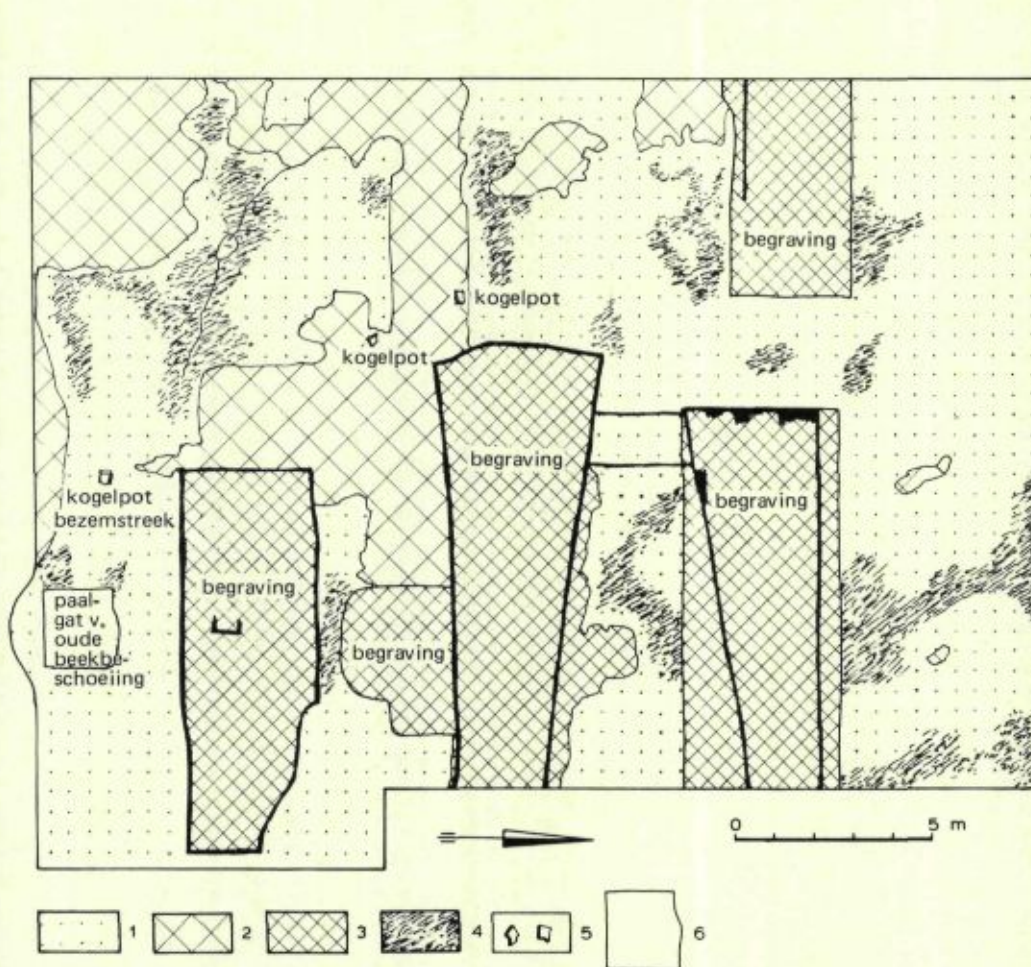 begraving
kogelpot
kogelpot
begraving
kogelpot
bezemstreek
begraving
begraving
paal-
gat v.
oude
beekbe-
schoeiing
begraving
0 5 m
1 2 3 4 5 6